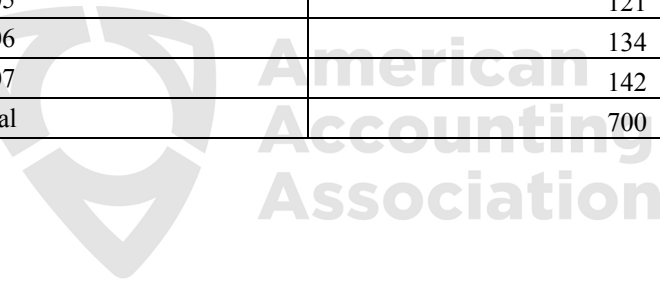 121
06 134
07 142
al 700
American
Accounting
Association